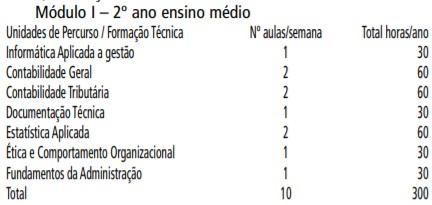 Módulo I – 2º ano ensino médio
Unidades de Percurso / Formação Técnica Nº aulas/semana Total horas/ano
Informática Aplicada a gestão 1 30
Contabilidade Geral 2 60
Contabilidade Tributária 2 60
Documentação Técnica 1 30
Estatística Aplicada 2 60
Ética e Comportamento Organizacional 1 30
Fundamentos da Administração 1 30
Total 10 300